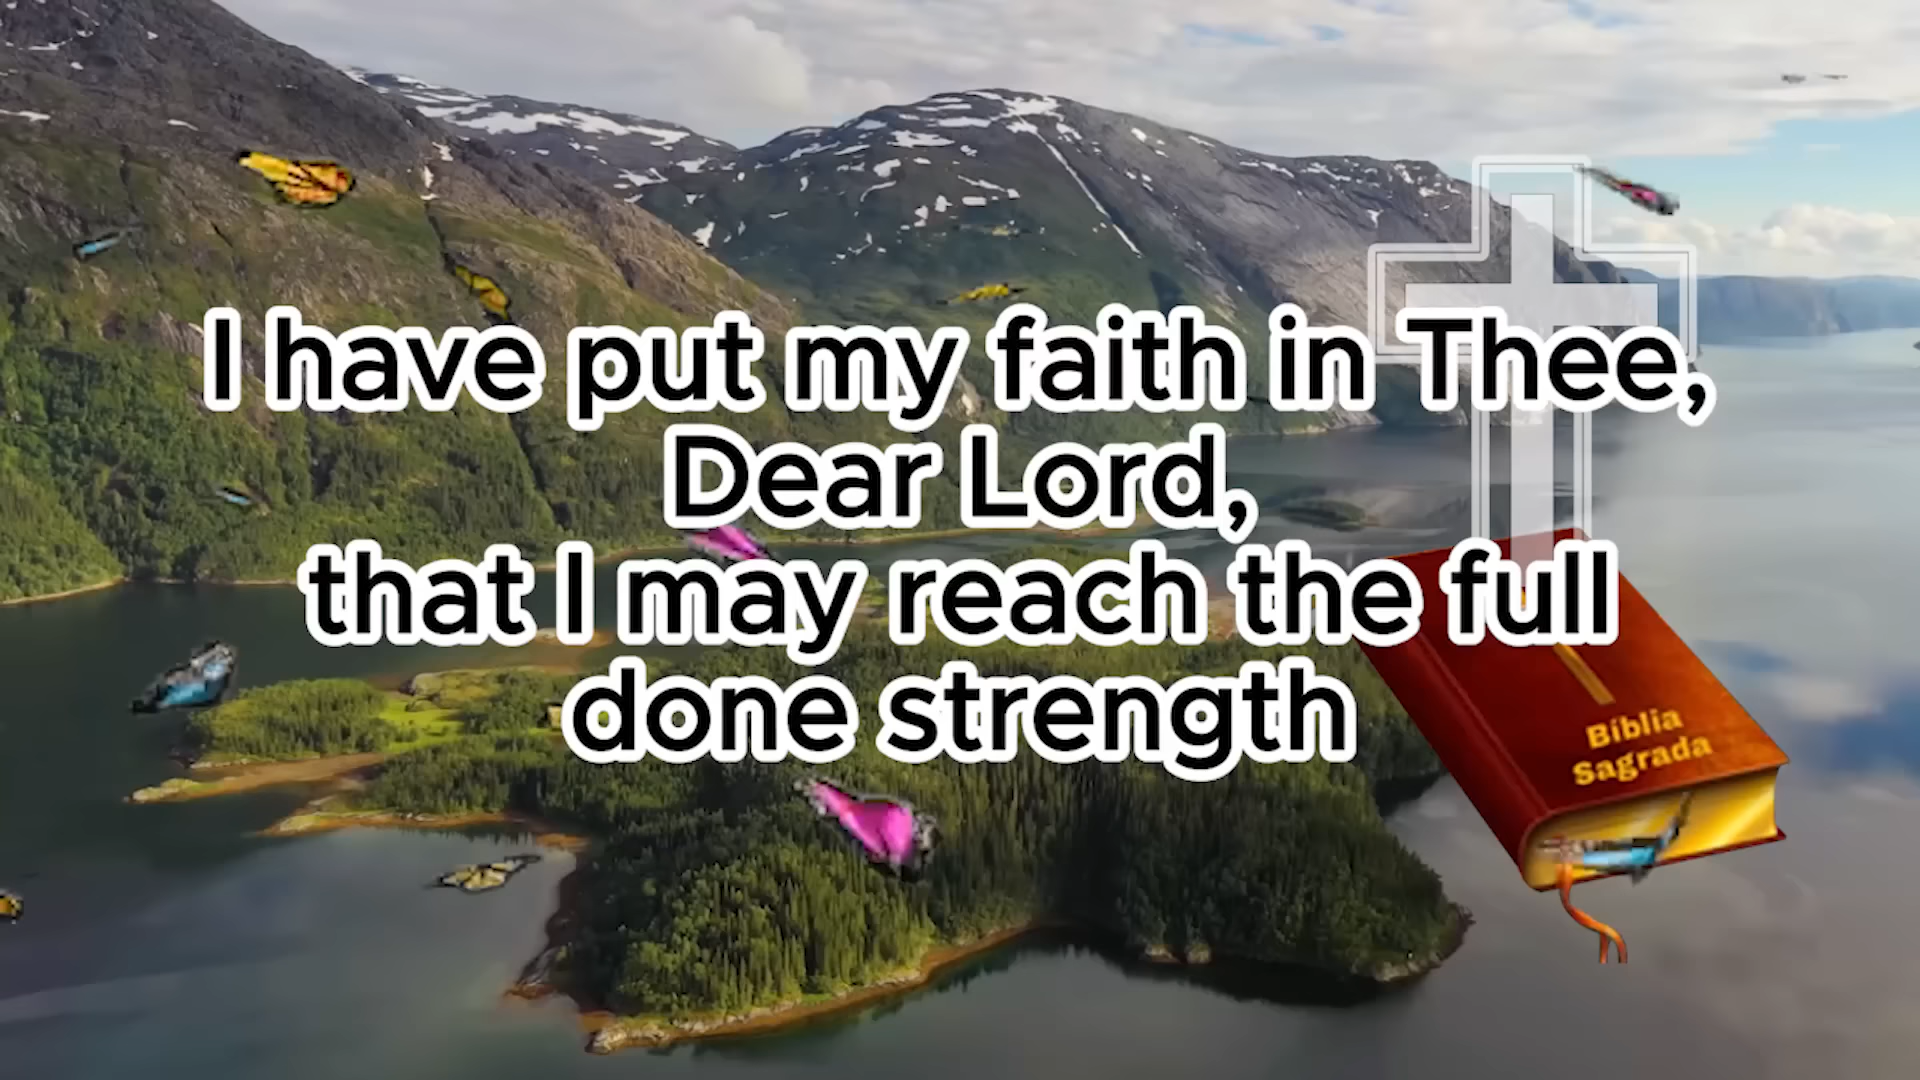 I have put my faith in Thee,
Dear Lord,
that I may reach the full
done strength
Bíblia
Sagrada